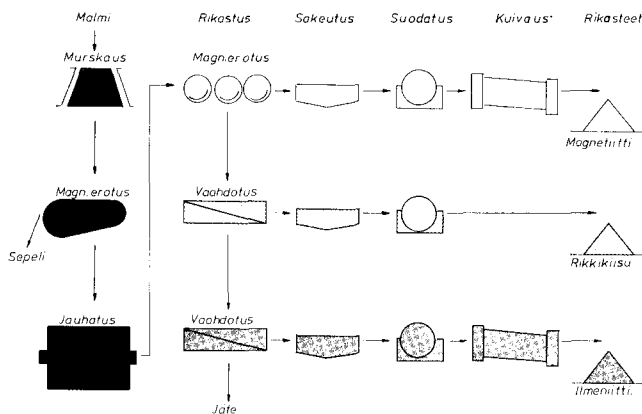 Malmi
Rikastus
Sakeutus
Suodatus
Kuivaus
Rikasteet
Murskaus
Magn.erotus
Magnetiitti
Magn.erotus
Vaahdotus
Sepeli
Rikkikiisu
Jauhatus
Vaahdotus
Ilmeniitti.
Jäte